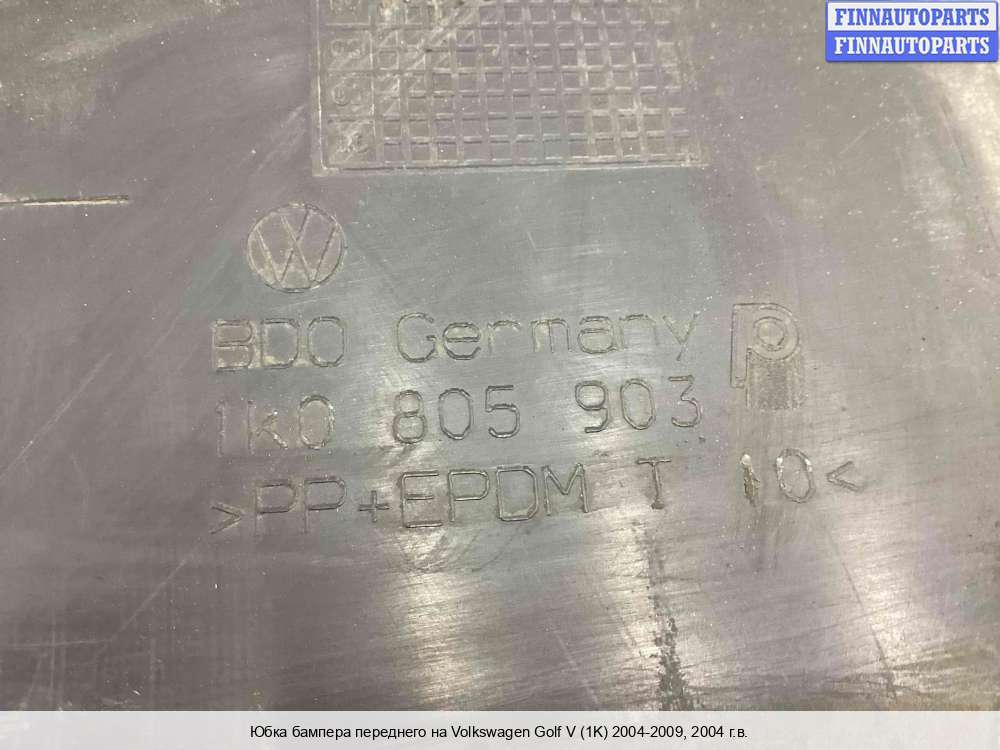 FINNAUTOPARTS
FINNAUTOPARTS
BDO Germany
1K0 805 903
>PP+EPDM T 10<
Юбка бампера переднего на Volkswagen Golf V (1K) 2004-2009, 2004 г.в.